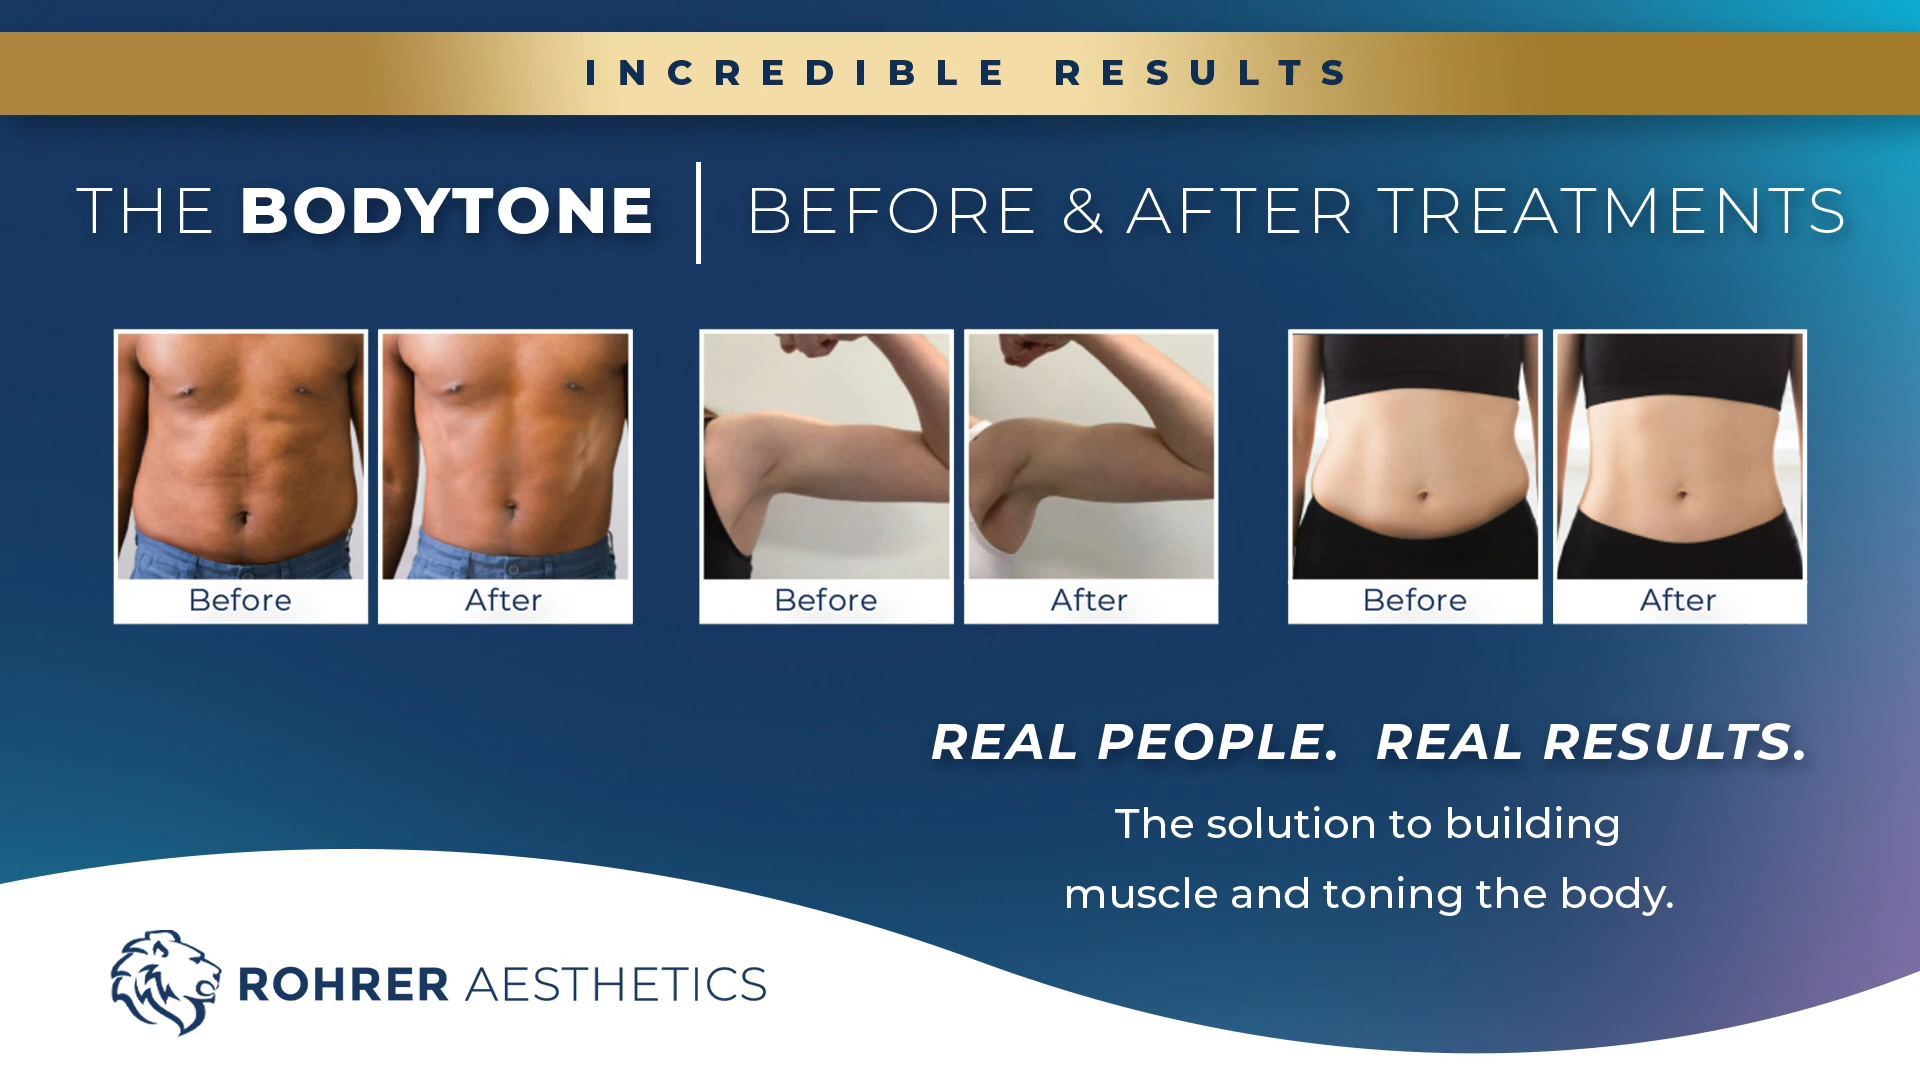 INCREDIBLE RESULTS
THE BODYTONE | BEFORE & AFTER TREATMENTS
Before
After
Before
After
Before
After
REAL PEOPLE. REAL RESULTS.
The solution to building
muscle and toning the body.
ROHRER AESTHETICS